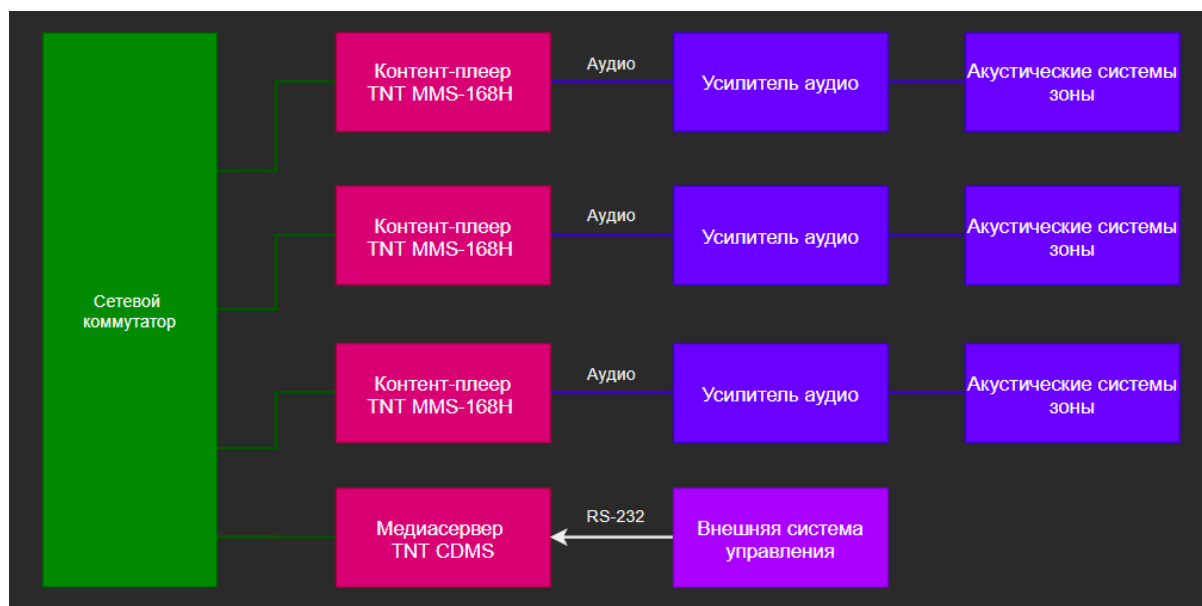 Сетевой
коммутатор
Контент-плеер
TNT MMS-168H
Аудио
Усилитель аудио
Акустические системы
зоны
Контент-плеер
TNT MMS-168H
Аудио
Усилитель аудио
Акустические системы
зоны
Контент-плеер
TNT MMS-168H
Аудио
Усилитель аудио
Акустические системы
зоны
Медиасервер
TNT CDMS
RS-232
Внешняя система
управления